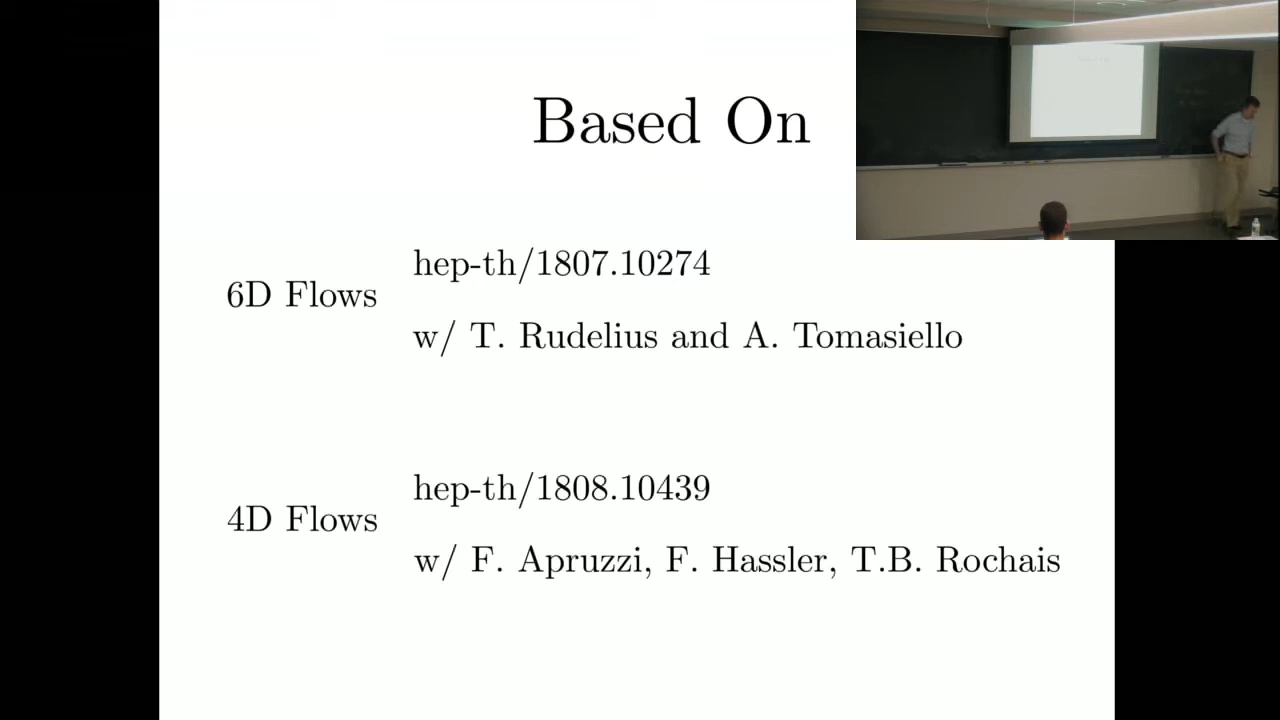 Based On
6D Flows
hep-th/1807.10274
w/ T. Rudelius and A. Tomasiello
4D Flows
hep-th/1808.10439
w/ F. Apruzzi, F. Hassler, T.B. Rochais